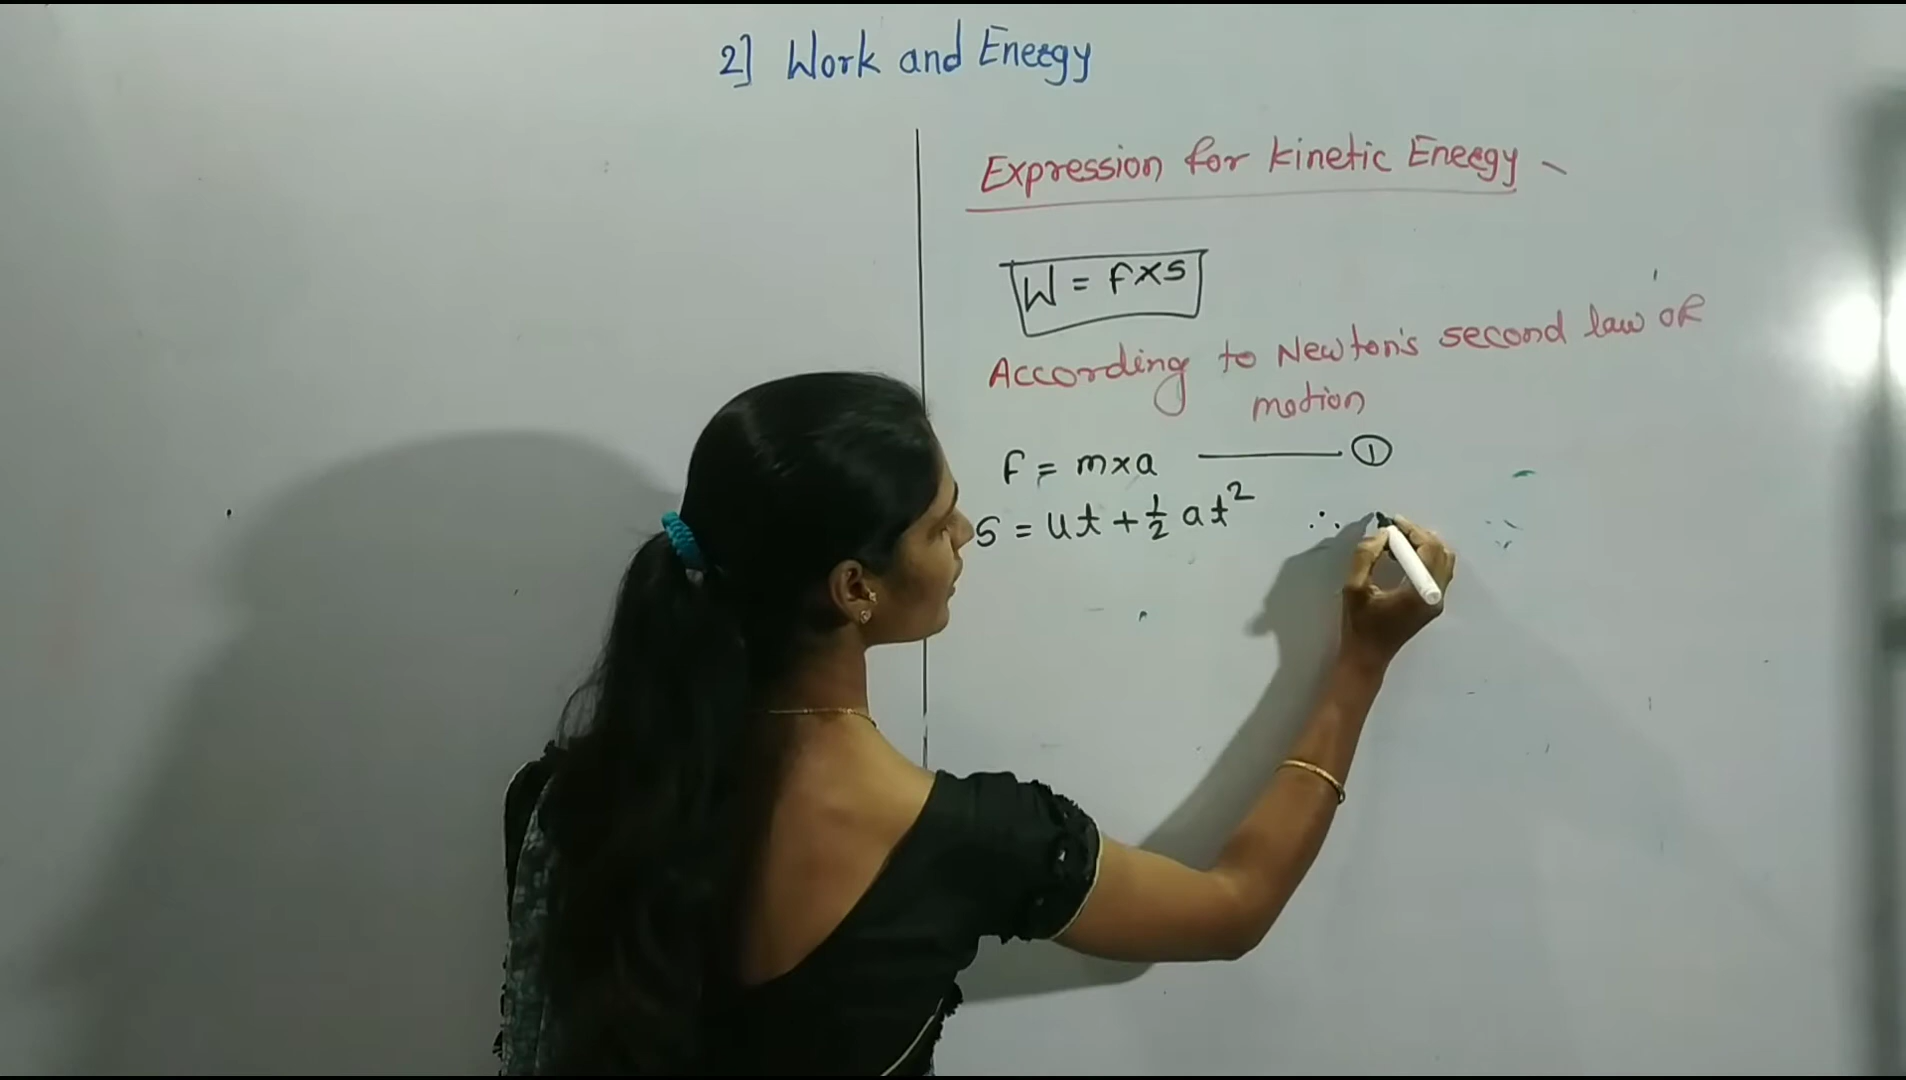 2] Work and Energy
Expression for Kinetic Energy
W = F×s
According to Newton's second law of
motion
F = m×a ——— ①
s = ut + ½ at² ∴